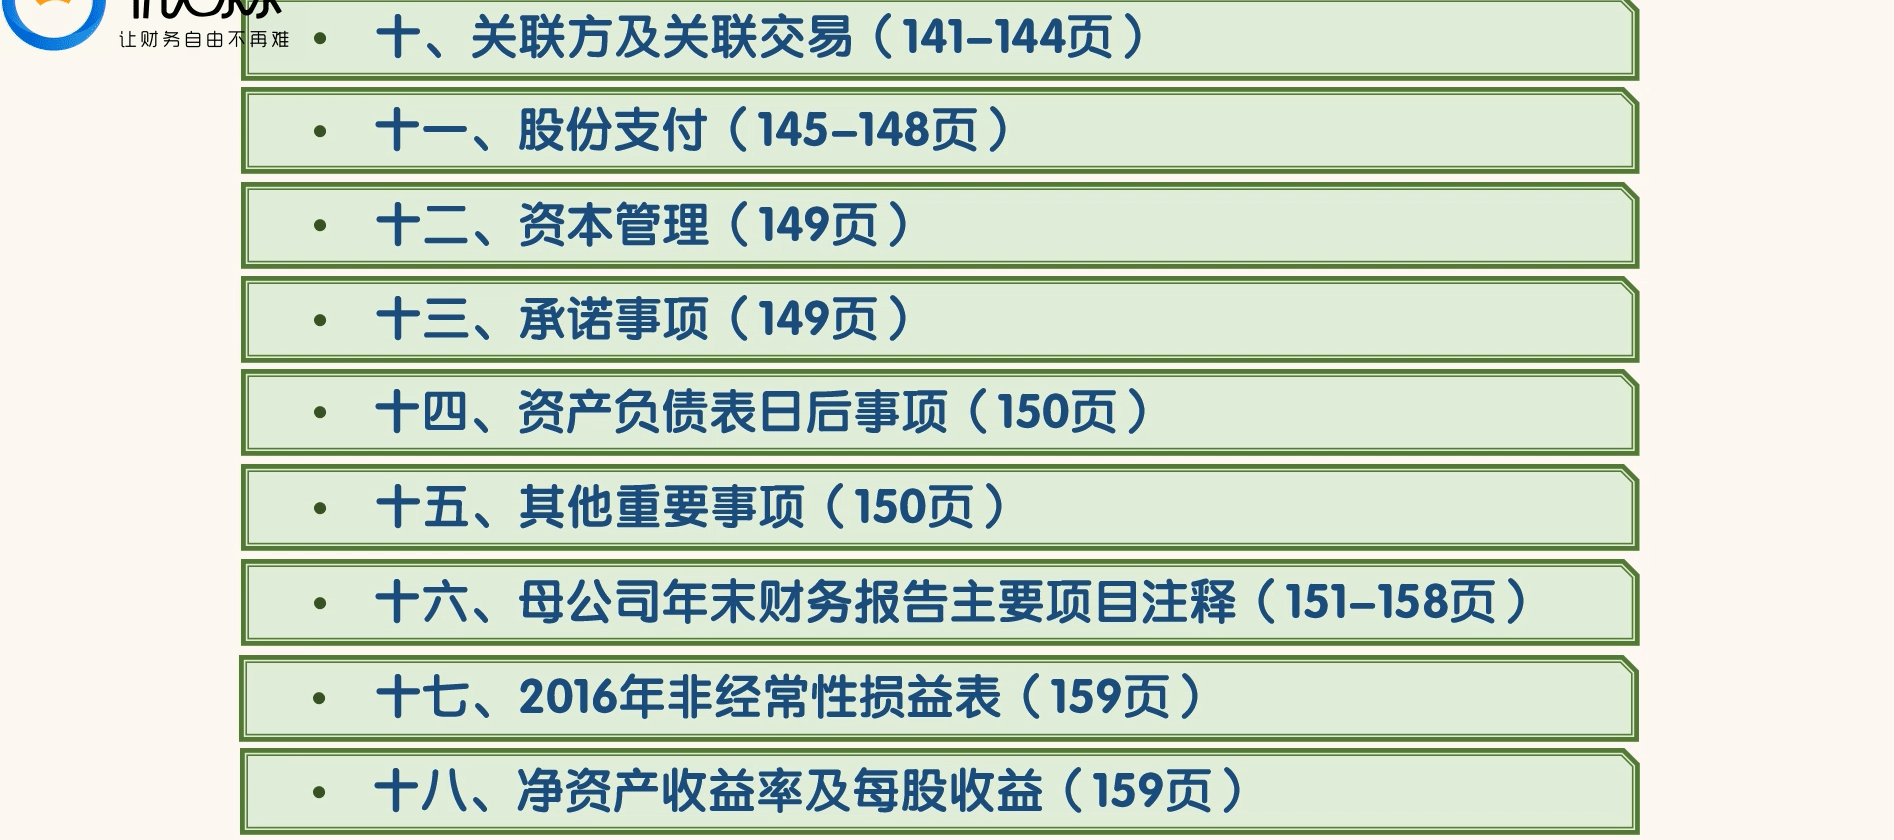 让财务自由不再难
• 十、关联方及关联交易（141–144页）
• 十一、股份支付（145–148页）
• 十二、资本管理（149页）
• 十三、承诺事项（149页）
• 十四、资产负债表日后事项（150页）
• 十五、其他重要事项（150页）
• 十六、母公司年末财务报告主要项目注释（151–158页）
• 十七、2016年非经常性损益表（159页）
• 十八、净资产收益率及每股收益（159页）